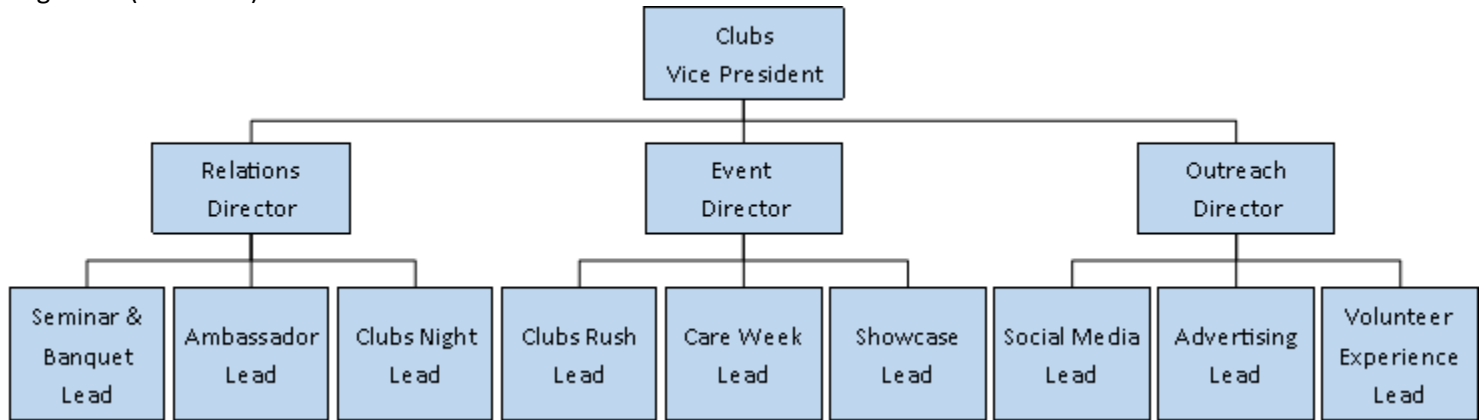 Clubs
Vice President
Relations
Director
Event
Director
Outreach
Director
Seminar &
Banquet
Lead
Ambassador
Lead
Clubs Night
Lead
Clubs Rush
Lead
Care Week
Lead
Showcase
Lead
Social Media
Lead
Advertising
Lead
Volunteer
Experience
Lead